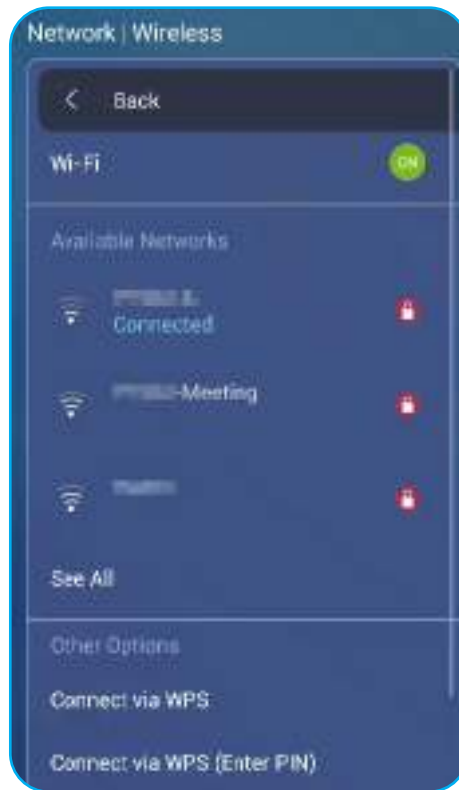 Network | Wireless
Back
Wi-Fi
ON
Available Networks
Connected
-Meeting
See All
Other Options
Connect via WPS
Connect via WPS (Enter PIN)